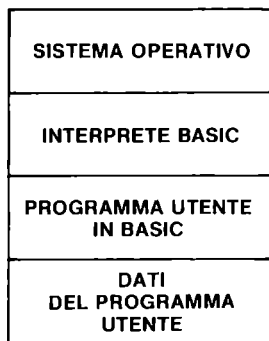 SISTEMA OPERATIVO
INTERPRETE BASIC
PROGRAMMA UTENTE
IN BASIC
DATI
DEL PROGRAMMA
UTENTE